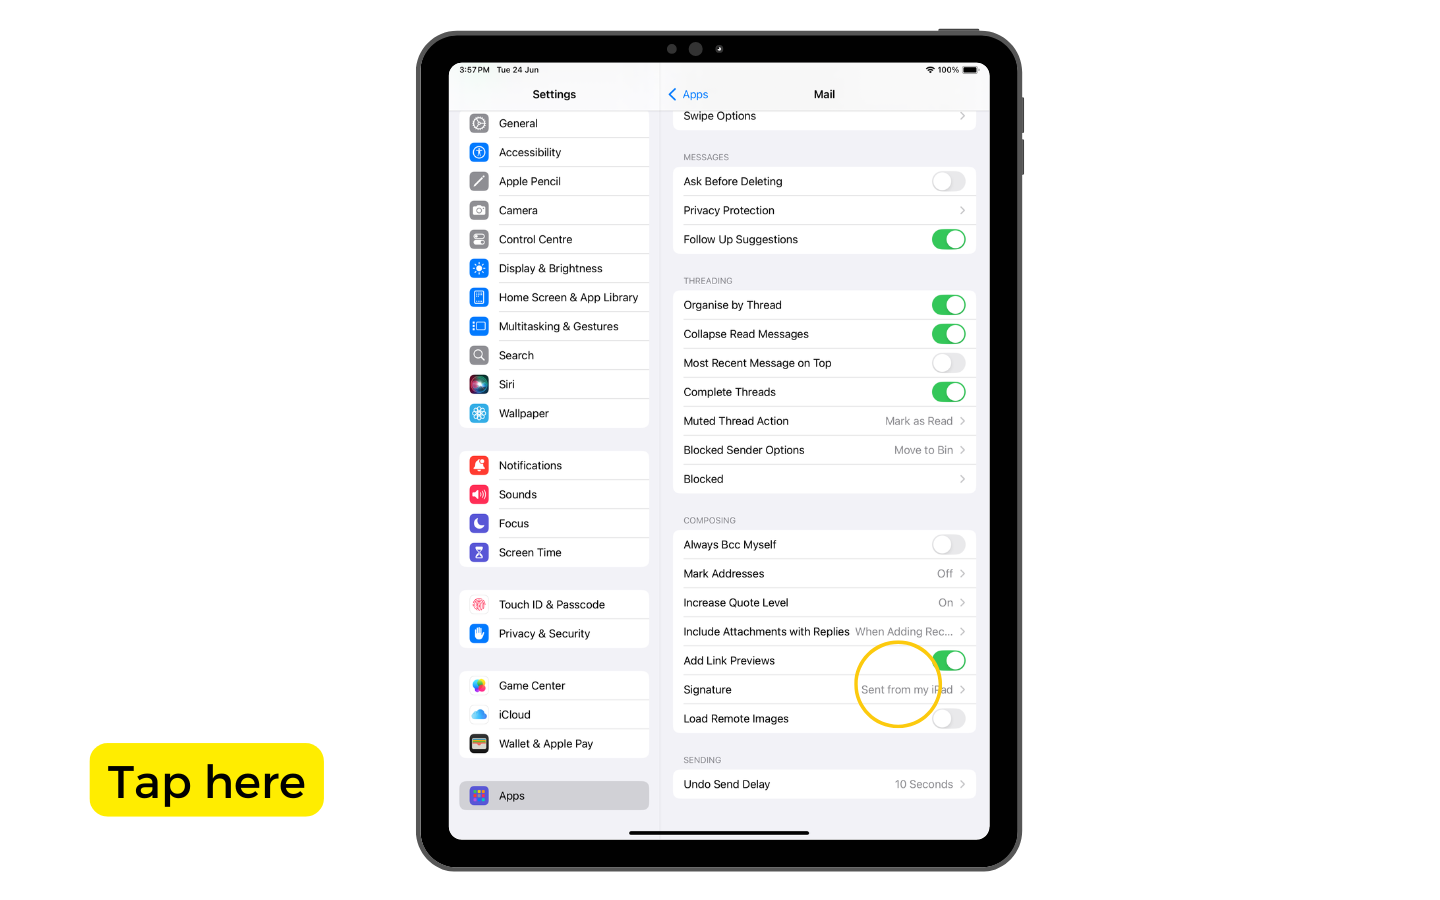 3:57 PM Tue 24 Jun
100%
Settings
General
Accessibility
Apple Pencil
Camera
Control Centre
Display & Brightness
Home Screen & App Library
Multitasking & Gestures
Search
Siri
Wallpaper
Notifications
Sounds
Focus
Screen Time
Touch ID & Passcode
Privacy & Security
Game Center
iCloud
Wallet & Apple Pay
Apps
Apps
Mail
Swipe Options
MESSAGES
Ask Before Deleting
Privacy Protection
Follow Up Suggestions
THREADING
Organise by Thread
Collapse Read Messages
Most Recent Message on Top
Complete Threads
Muted Thread Action Mark as Read
Blocked Sender Options Move to Bin
Blocked
COMPOSING
Always Bcc Myself
Mark Addresses Off
Increase Quote Level On
Include Attachments with Replies When Adding Rec...
Add Link Previews
Signature Sent from my iPad
Load Remote Images
SENDING
Undo Send Delay 10 Seconds
Tap here